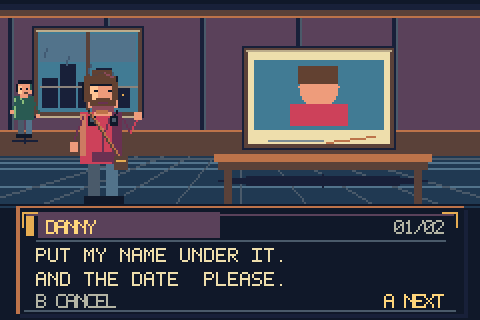 DANNY
01/02
PUT MY NAME UNDER IT.
AND THE DATE  PLEASE.
B CANCEL
A NEXT